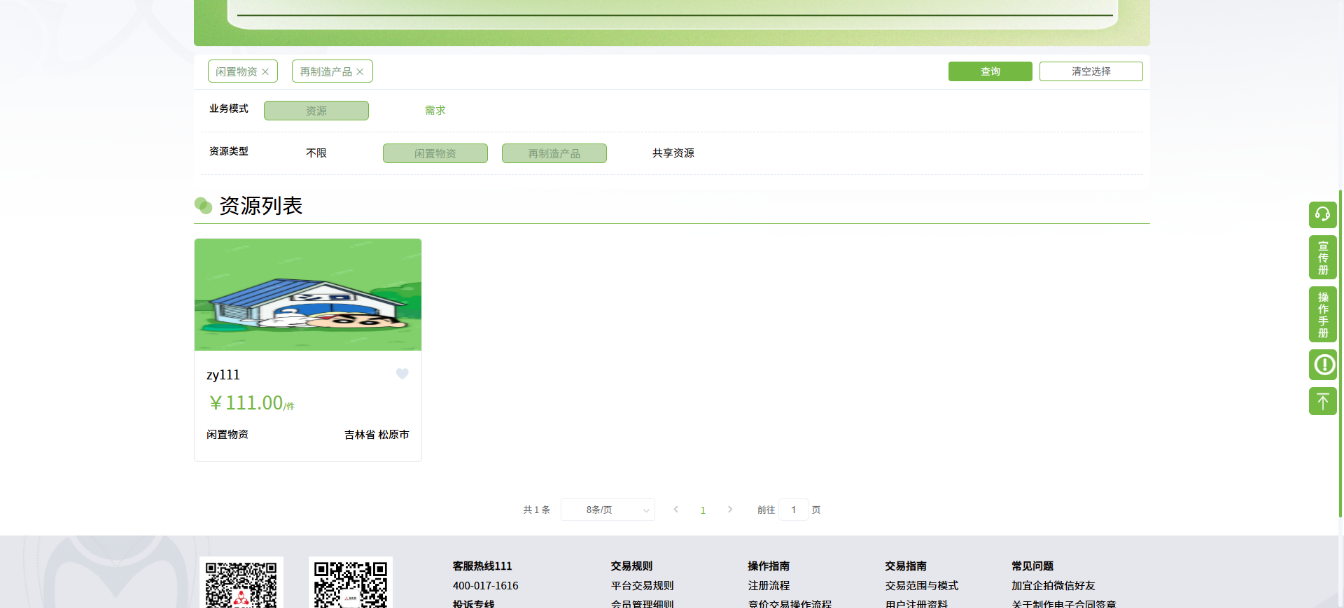 闲置物资 ×
再制造产品 ×
查询
清空选择
业务模式
资源
需求
资源类型
不限
闲置物资
再制造产品
共享资源
资源列表
zy111
￥111.00/件
闲置物资
吉林省 松原市
共 1 条
8条/页
1
前往 1 页
宣传册
操作手册
客服热线111
交易规则
操作指南
交易指南
常见问题
400-017-1616
平台交易规则
注册流程
交易范围与模式
加宜企拍微信好友
投诉专线
会员管理细则
竞价交易操作流程
用户注册资料
关于制作电子合同签章